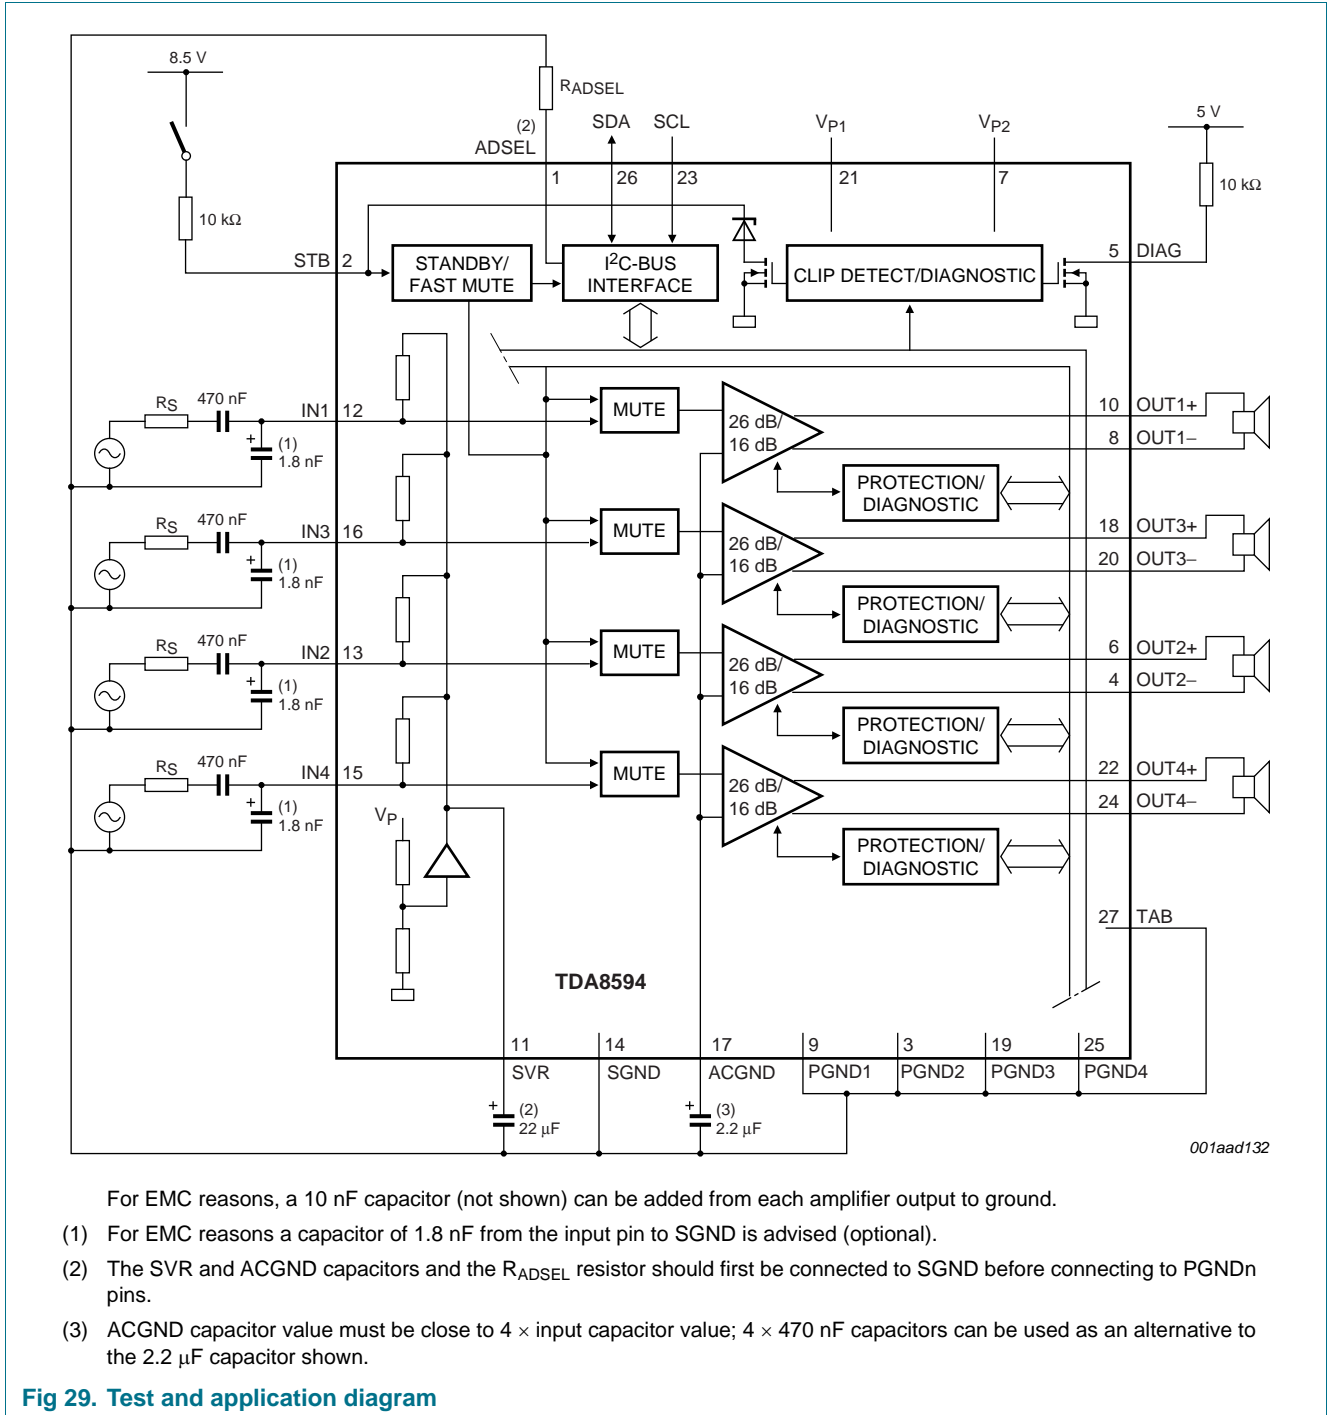 8.5 V
R_ADSEL
5 V
(2)
SDA
SCL
V_P1
V_P2
ADSEL
1
26
23
21
7
10 kΩ
10 kΩ
STB
2
STANDBY/
FAST MUTE
I²C-BUS
INTERFACE
CLIP DETECT/DIAGNOSTIC
5
DIAG
R_S
470 nF
IN1
12
+
(1)
1.8 nF
MUTE
26 dB/
16 dB
10
OUT1+
8
OUT1−
PROTECTION/
DIAGNOSTIC
R_S
470 nF
IN3
16
+
(1)
1.8 nF
MUTE
26 dB/
16 dB
18
OUT3+
20
OUT3−
PROTECTION/
DIAGNOSTIC
R_S
470 nF
IN2
13
+
(1)
1.8 nF
MUTE
26 dB/
16 dB
6
OUT2+
4
OUT2−
PROTECTION/
DIAGNOSTIC
R_S
470 nF
IN4
15
+
(1)
1.8 nF
V_P
MUTE
26 dB/
16 dB
22
OUT4+
24
OUT4−
PROTECTION/
DIAGNOSTIC
27
TAB
TDA8594
11
14
17
9
3
19
25
SVR
SGND
ACGND
PGND1
PGND2
PGND3
PGND4
+
(2)
22 μF
+
(3)
2.2 μF
001aad132
For EMC reasons, a 10 nF capacitor (not shown) can be added from each amplifier output to ground.
(1) For EMC reasons a capacitor of 1.8 nF from the input pin to SGND is advised (optional).
(2) The SVR and ACGND capacitors and the R_ADSEL resistor should first be connected to SGND before connecting to PGNDn
pins.
(3) ACGND capacitor value must be close to 4 × input capacitor value; 4 × 470 nF capacitors can be used as an alternative to
the 2.2 μF capacitor shown.
Fig 29. Test and application diagram